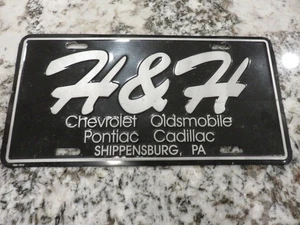 H&H
Chevrolet Oldsmobile
Pontiac Cadillac
SHIPPENSBURG, PA